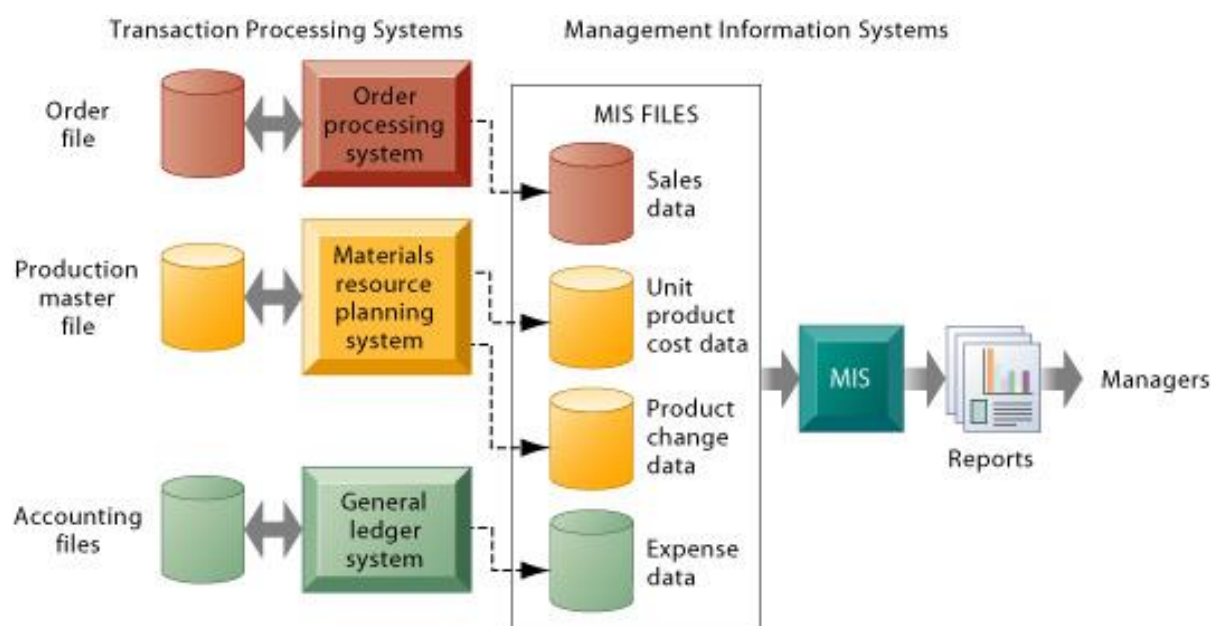 Transaction Processing Systems
Management Information Systems
Order
file
Order
processing
system
MIS FILES
Sales
data
Production
master
file
Materials
resource
planning
system
Unit
product
cost data
MIS
Managers
Product
change
data
Reports
Accounting
files
General
ledger
system
Expense
data